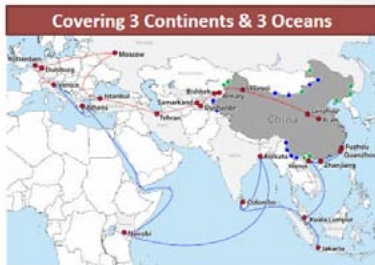 Covering 3 Continents & 3 Oceans
Rotterdam
Moscow
Duisburg
Venice
Istanbul
Athens
Bishkek
Almaty
Urumqi
Samarkand
Dushanbe
Tehran
Lanzhou
Xi'an
China
Fuzhou
Quanzhou
Kolkata
Hanoi
Zhanjiang
Colombo
Kuala Lumpur
Nairobi
Jakarta